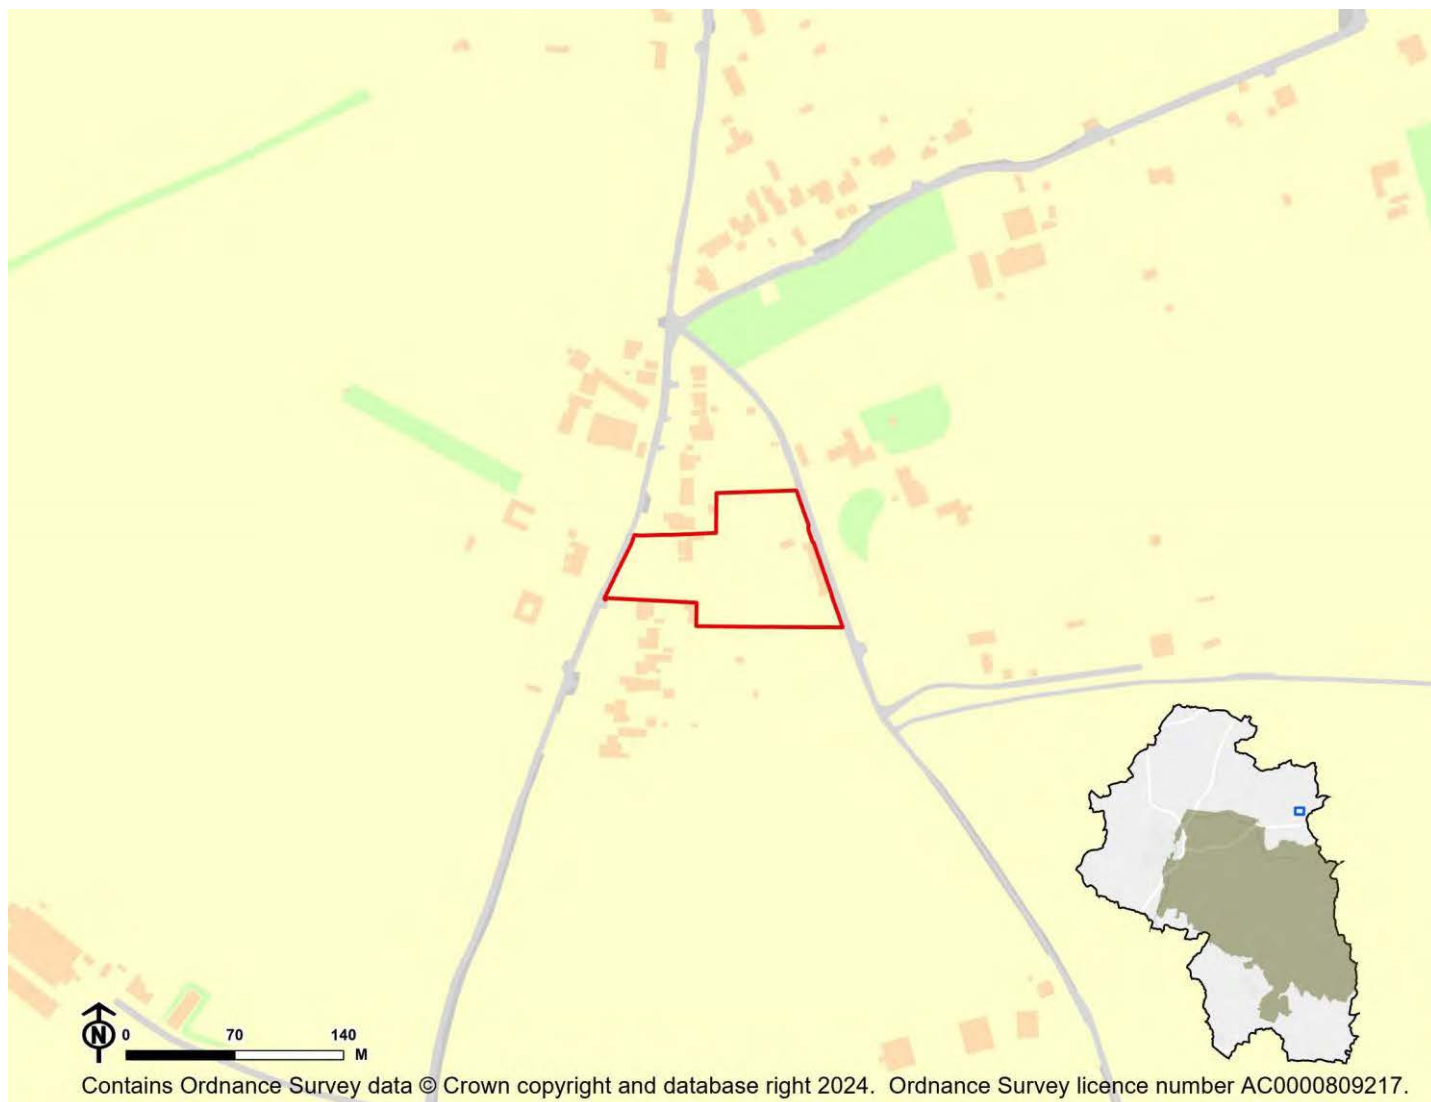 N 0 70 140
M
Contains Ordnance Survey data © Crown copyright and database right 2024. Ordnance Survey licence number AC0000809217.